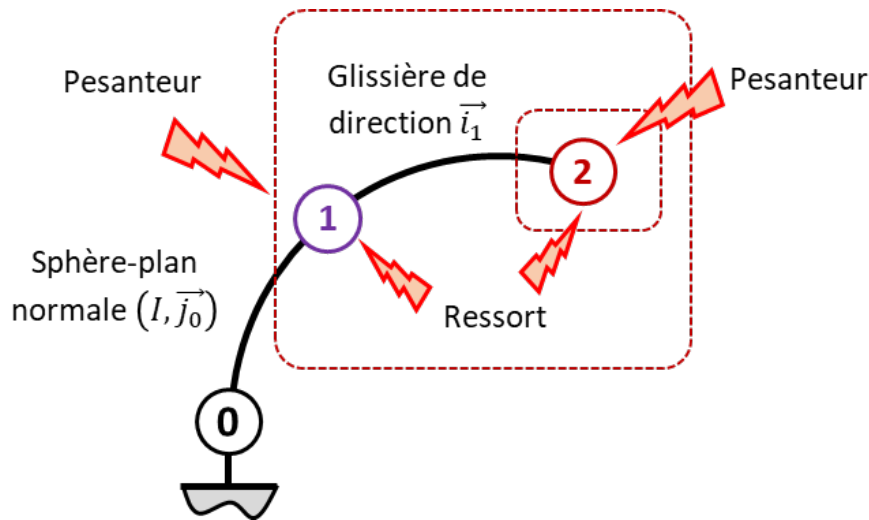 Pesanteur
Glissière de
direction $\vec{i_1}$
Pesanteur
2
1
Sphère-plan
normale $(I, \vec{j_0})$
Ressort
0